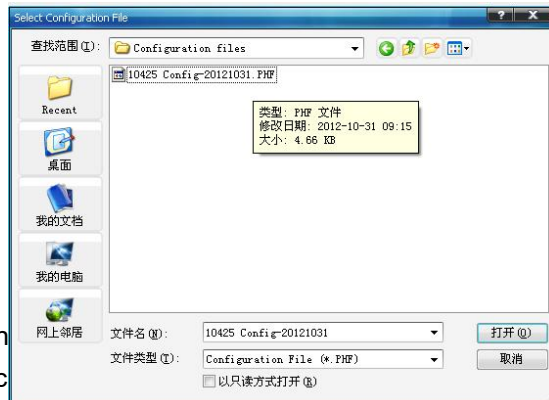 Select Configuration File
查找范围(I):
Configuration files
10425 Config-20121031.PHF
类型: PHF 文件
修改日期: 2012-10-31 09:15
大小: 4.66 KB
Recent
桌面
我的文档
我的电脑
网上邻居
文件名(N):
10425 Config-20121031
打开(O)
文件类型(T):
Configuration File (*.PHF)
取消
以只读方式打开(R)
n
c